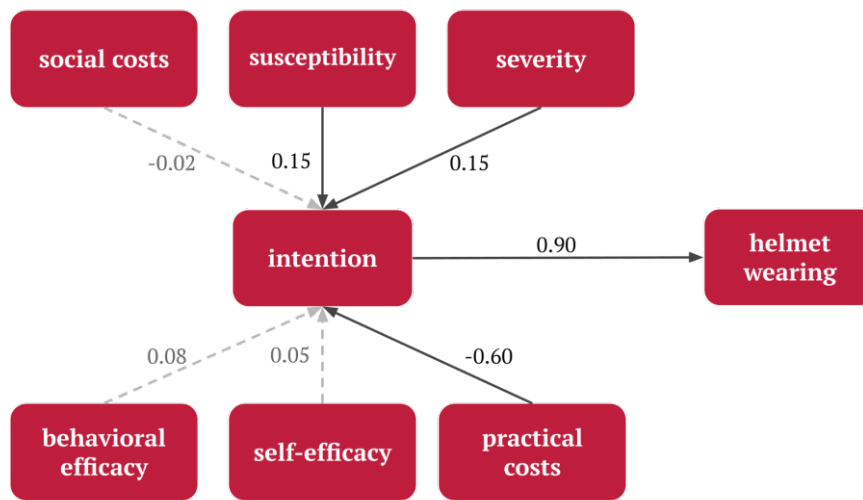 social costs
susceptibility
severity
-0.02
0.15
0.15
intention
0.90
helmet
wearing
0.08
0.05
-0.60
behavioral
efficacy
self-efficacy
practical
costs